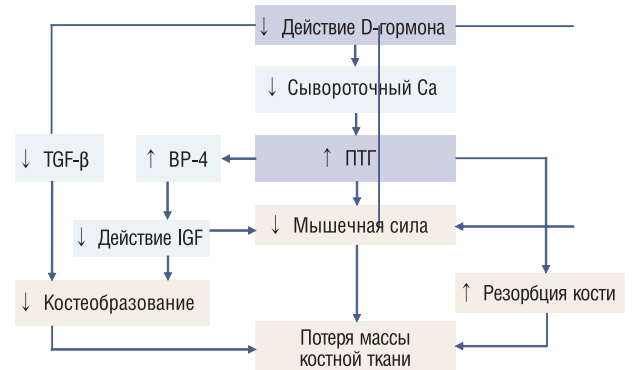 ↓ Действие D-гормона
↓ Сывороточный Ca
↓ TGF-β
↑ BP-4
↑ ПТГ
↓ Мышечная сила
↓ Действие IGF
↓ Костеобразование
↑ Резорбция кости
Потеря массы
костной ткани